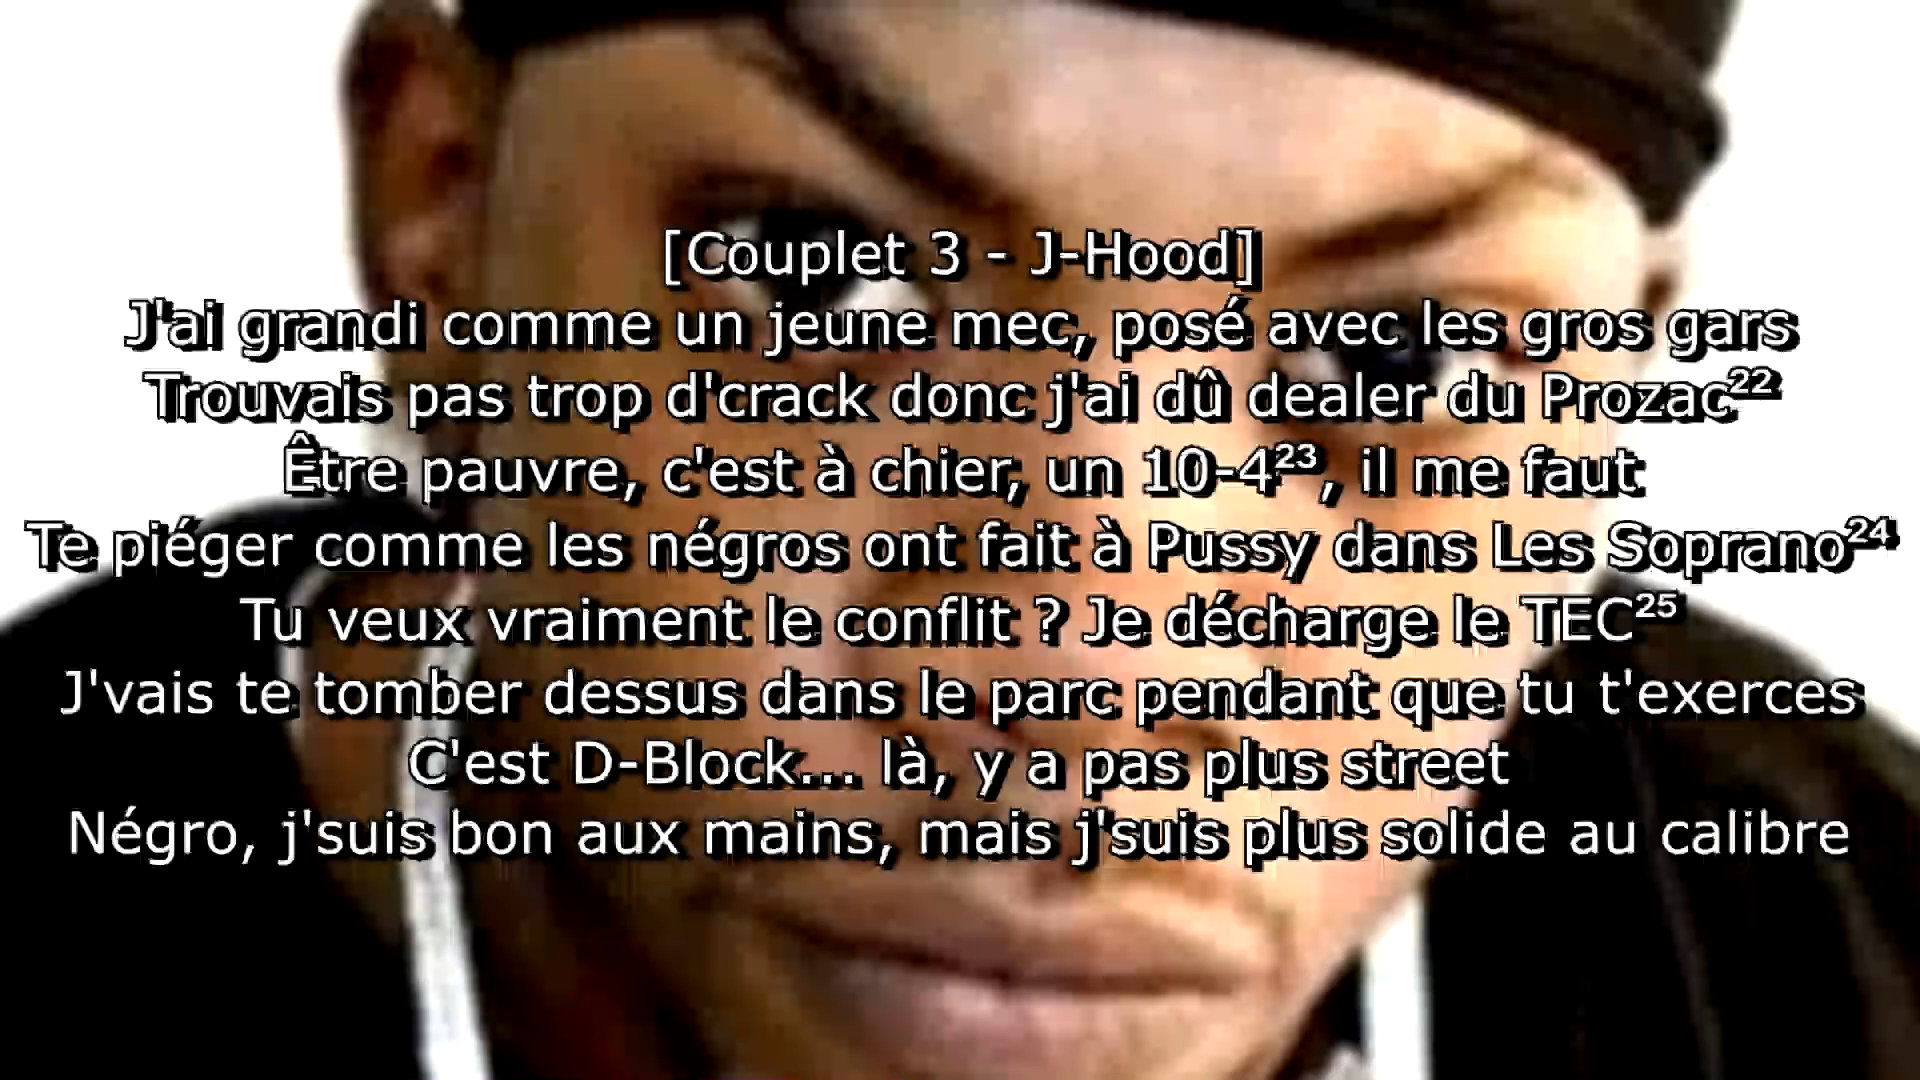 [Couplet 3 - J-Hood]
J'ai grandi comme un jeune mec, posé avec les gros gars
Trouvais pas trop d'crack donc j'ai dû dealer du Prozac²²
Être pauvre, c'est à chier, un 10-4²³, il me faut
Te piéger comme les négros ont fait à Pussy dans Les Soprano²⁴
Tu veux vraiment le conflit ? Je décharge le TEC²⁵
J'vais te tomber dessus dans le parc pendant que tu t'exerces
C'est D-Block... là, y a pas plus street
Négro, j'suis bon aux mains, mais j'suis plus solide au calibre